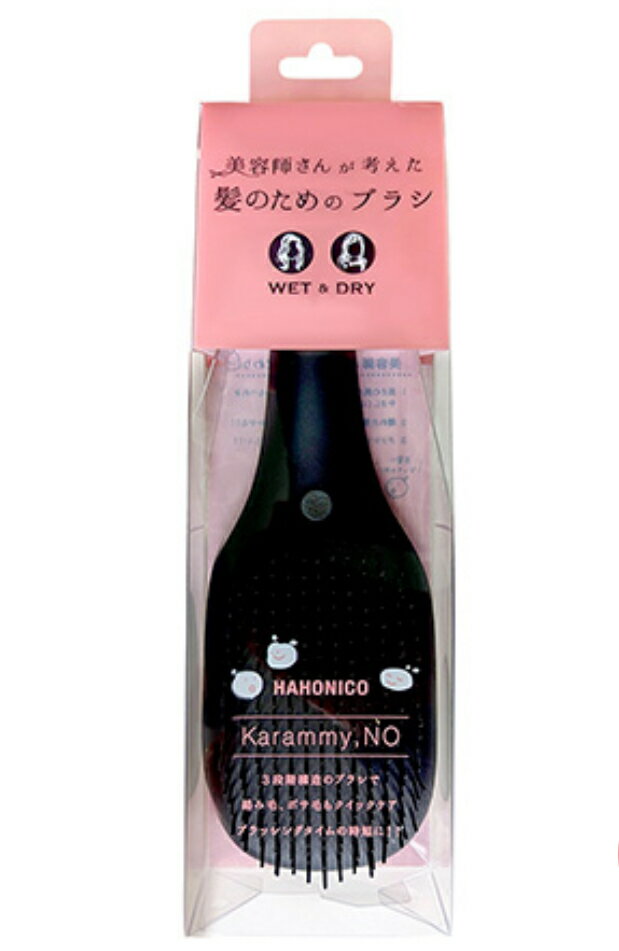 美容師さんが考えた
髪のためのブラシ
WET & DRY
HAHONICO
Karammy,NO
3段階構造のブラシで
絡み毛、ボサ毛もクイックケア
ブラッシングタイムの時短に!